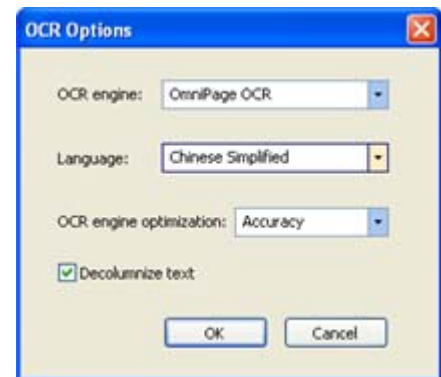 OCR Options
OCR engine: OmniPage OCR
Language: Chinese Simplified
OCR engine optimization: Accuracy
Decolumnize text
OK Cancel